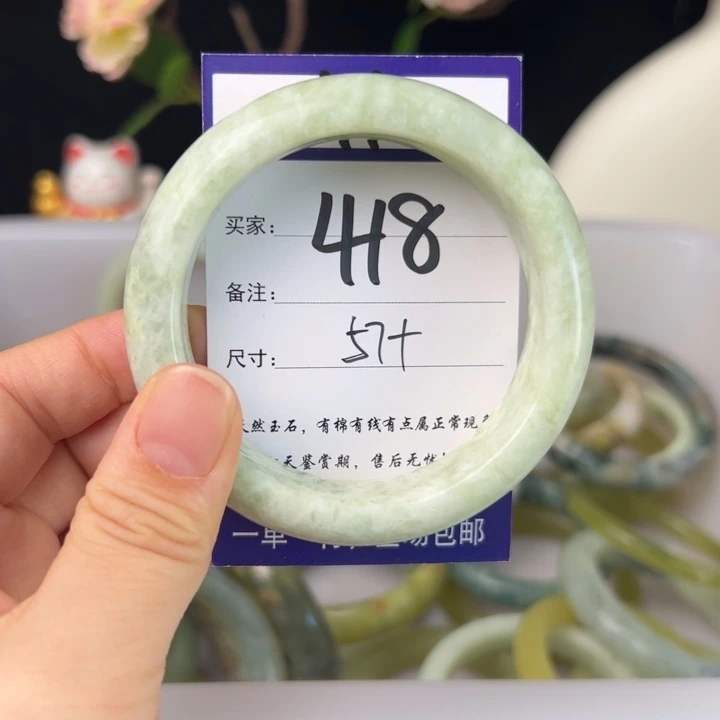 买家: 418
备注:
尺寸: 57+
天然玉石，有棉有线有点属正常现
天鉴赏期，售后无忧
一单 包邮